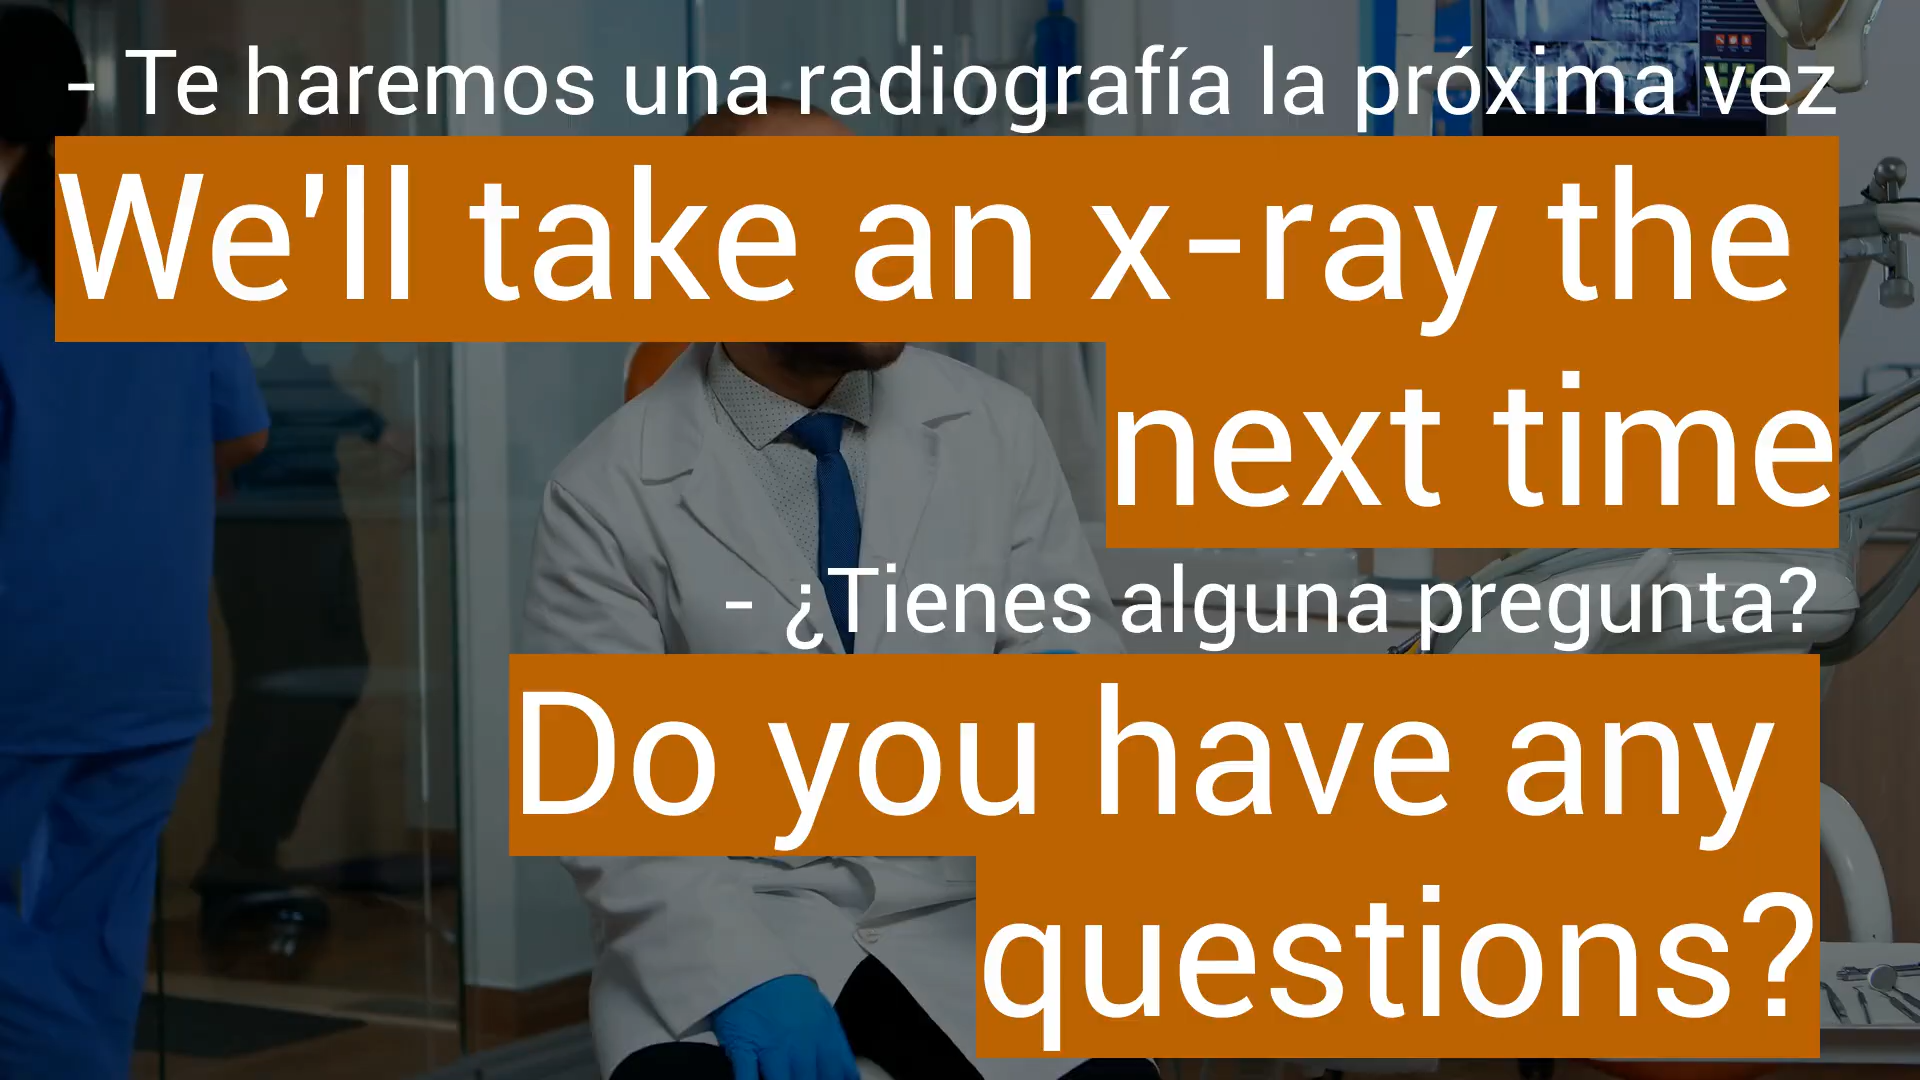 - Te haremos una radiografía la próxima vez
We'll take an x-ray the
next time
- ¿Tienes alguna pregunta?
Do you have any
questions?